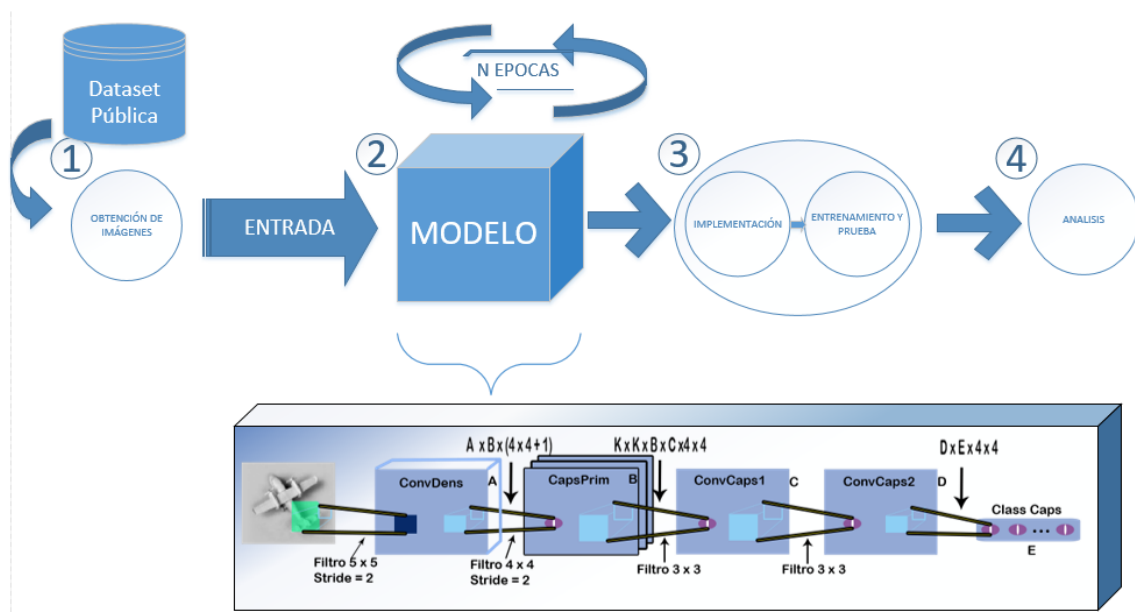 Dataset
Pública
1
OBTENCIÓN DE
IMÁGENES
ENTRADA
N EPOCAS
2
MODELO
3
IMPLEMENTACIÓN
ENTRENAMIENTO Y
PRUEBA
4
ANALISIS
A x B x (4 x 4 + 1)
K x K x B x C x 4 x 4
D x E x 4 x 4
ConvDens
A
CapsPrim
B
ConvCaps1
C
ConvCaps2
D
Class Caps
E
Filtro 5 x 5
Stride = 2
Filtro 4 x 4
Stride = 2
Filtro 3 x 3
Filtro 3 x 3